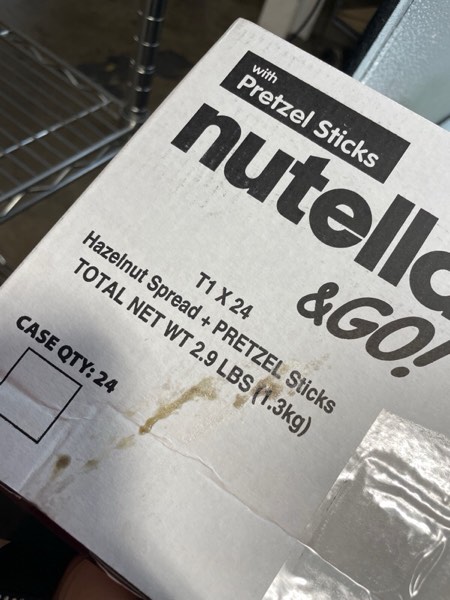 with
Pretzel Sticks
nutella
&GO!
T1 X 24
Hazelnut Spread + PRETZEL Sticks
TOTAL NET WT 2.9 LBS (1.3kg)
CASE QTY: 24